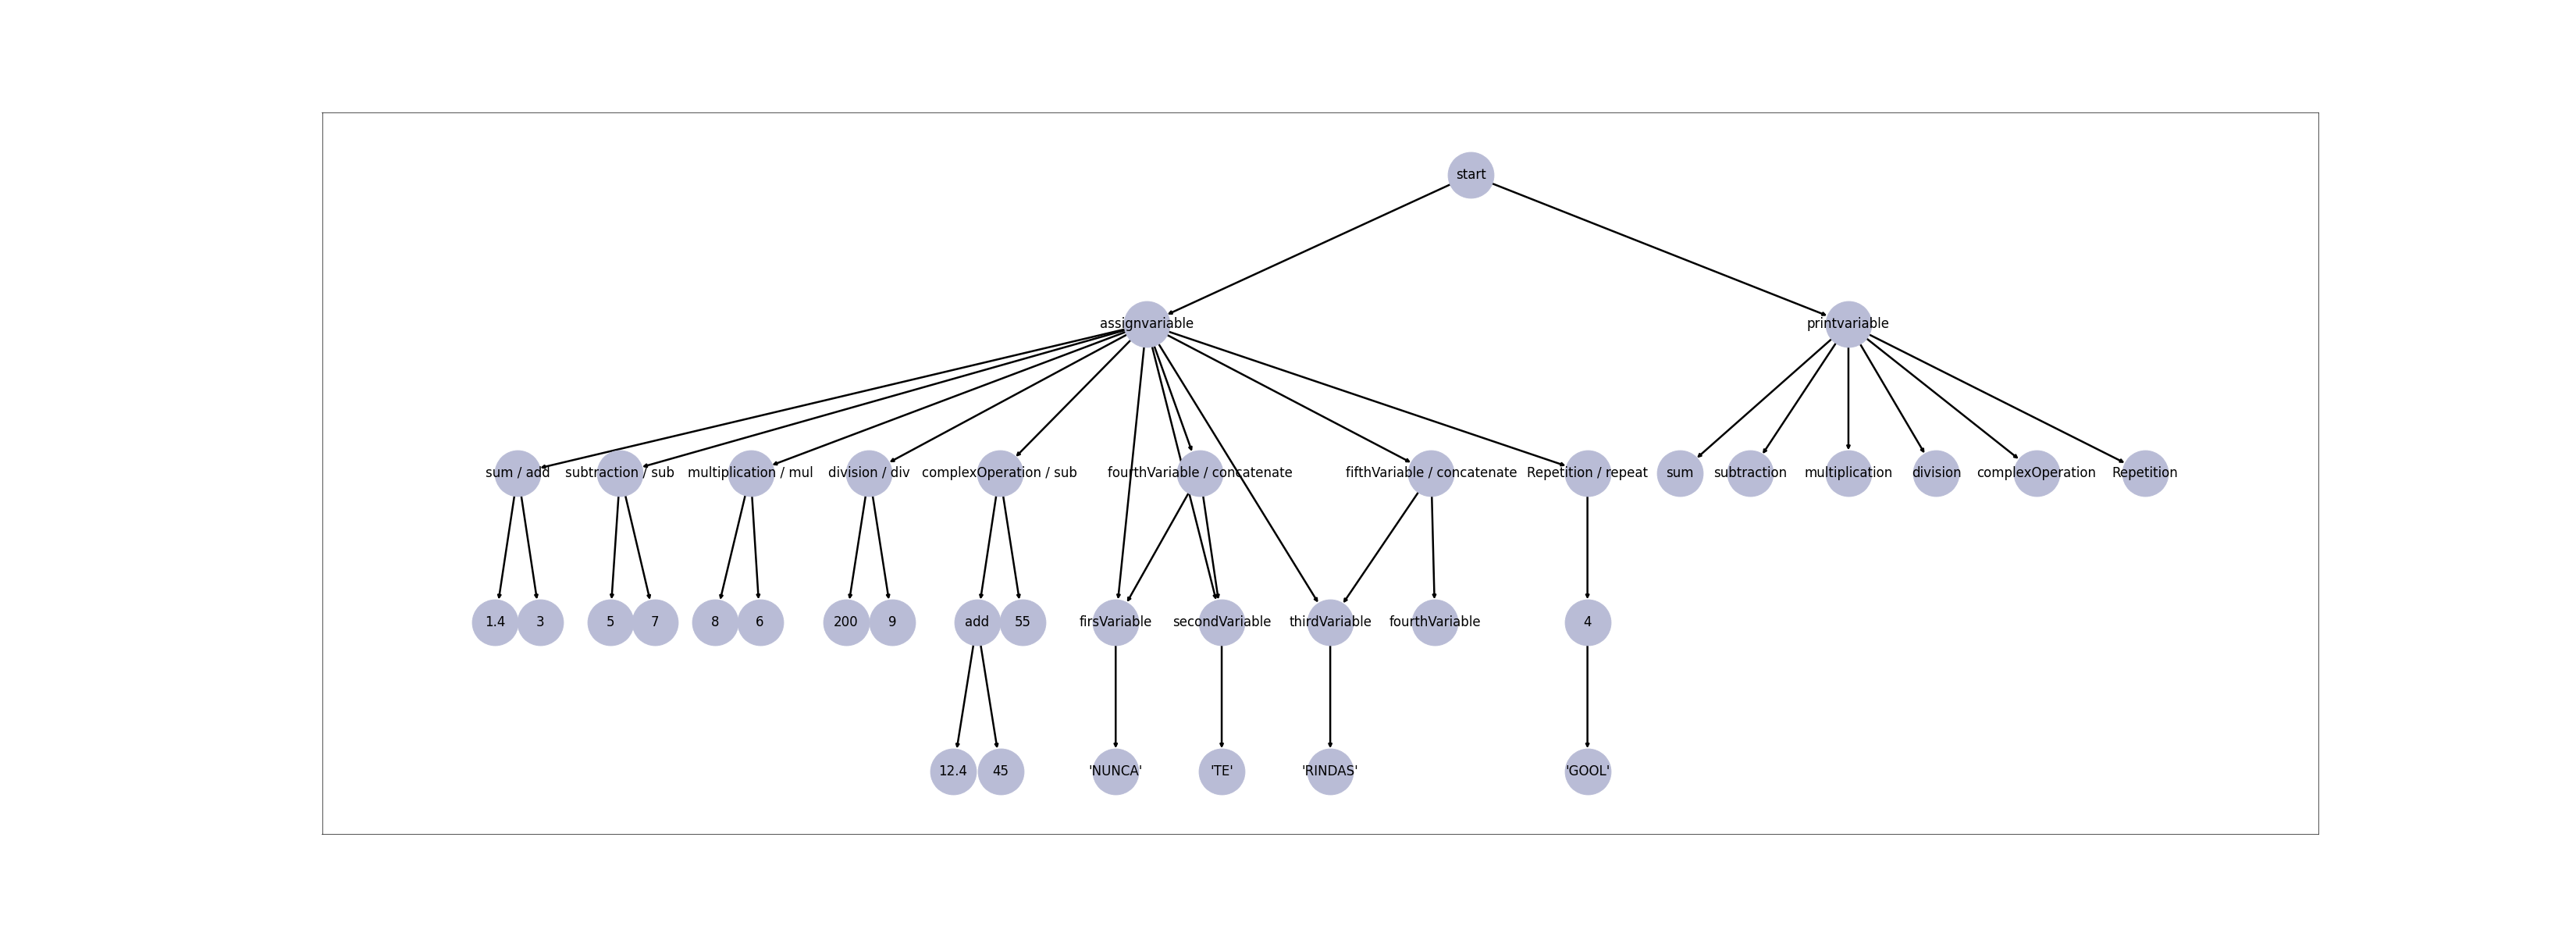 start
assignvariable
printvariable
sum / add
subtraction / sub
multiplication / mul
division / div
complexOperation / sub
fourthVariable / concatenate
fifthVariable / concatenate
Repetition / repeat
sum
subtraction
multiplication
division
complexOperation
Repetition
1.4
3
5
7
8
6
200
9
add
55
firsVariable
secondVariable
thirdVariable
fourthVariable
4
12.4
45
'NUNCA'
'TE'
'RINDAS'
'GOOL'